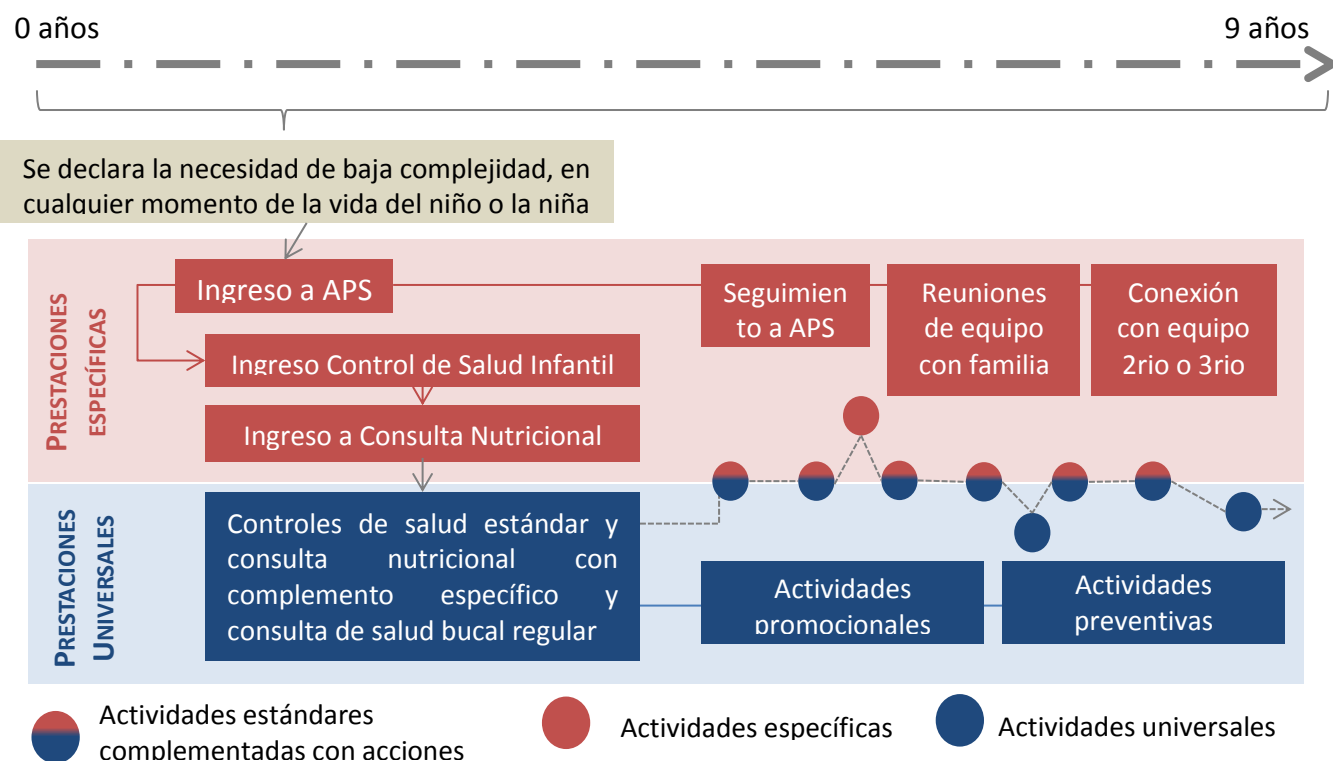 0 años
9 años
Se declara la necesidad de baja complejidad, en
cualquier momento de la vida del niño o la niña
PRESTACIONES
ESPECÍFICAS
Ingreso a APS
Ingreso Control de Salud Infantil
Ingreso a Consulta Nutricional
Seguimien
to a APS
Reuniones
de equipo
con familia
Conexión
con equipo
2rio o 3rio
PRESTACIONES
UNIVERSALES
Controles de salud estándar y
consulta nutricional con
complemento específico y
consulta de salud bucal regular
Actividades
promocionales
Actividades
preventivas
Actividades estándares
complementadas con acciones
Actividades específicas
Actividades universales